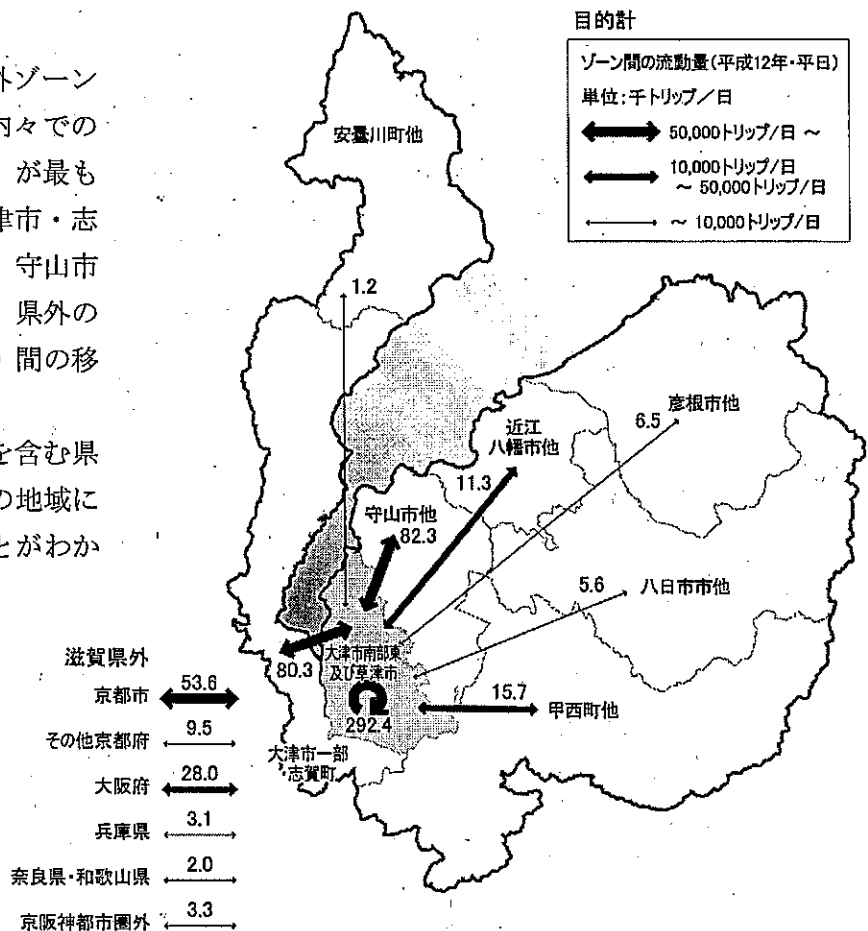 外ゾーン
内々での
が最も
津市・志
守山市
県外の
間の移
を含む県
の地域に
とがわか
目的計
ゾーン間の流動量(平成12年・平日)
単位:千トリップ/日
50,000トリップ/日 ～
10,000トリップ/日
～ 50,000トリップ/日
～ 10,000トリップ/日
安曇川町他
1.2
彦根市他
6.5
近江
八幡市他
11.3
守山市他
82.3
八日市市他
5.6
大津市南部東
及び草津市
80.3
292.4
15.7
甲西町他
大津市一部
志賀町
滋賀県外
京都市 53.6
その他京都府 9.5
大阪府 28.0
兵庫県 3.1
奈良県・和歌山県 2.0
京阪神都市圏外 3.3